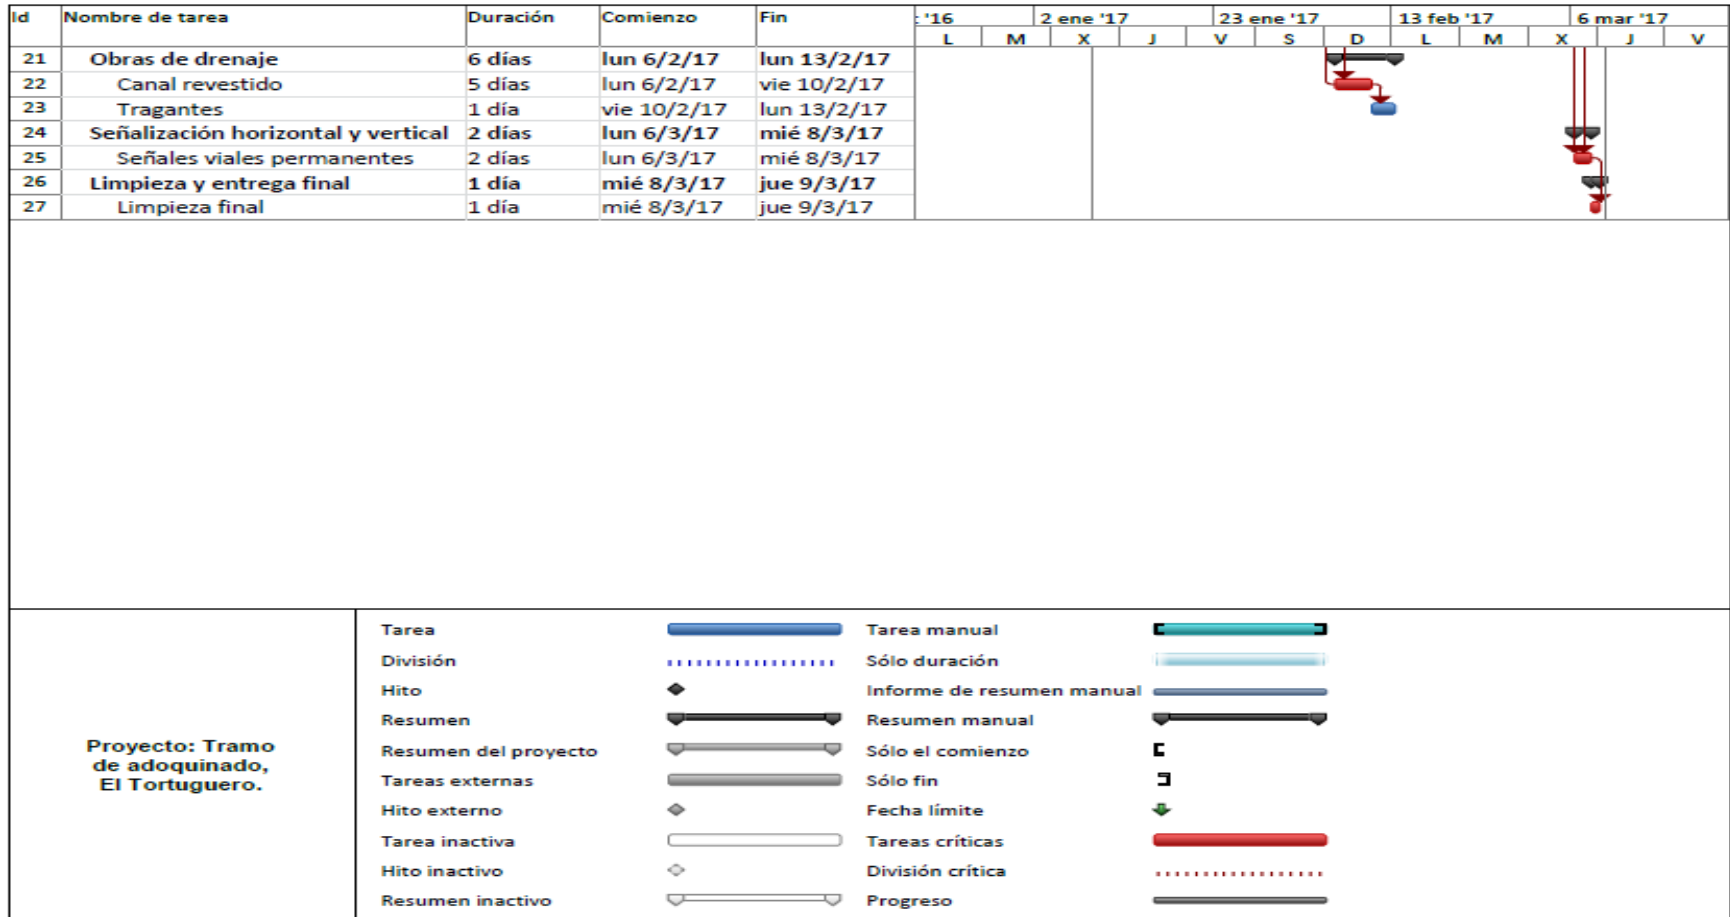 Id Nombre de tarea Duración Comienzo Fin '16 2 ene '17 23 ene '17 13 feb '17 6 mar '17
L M X J V S D L M X J V
21 Obras de drenaje 6 días lun 6/2/17 lun 13/2/17
22 Canal revestido 5 días lun 6/2/17 vie 10/2/17
23 Tragantes 1 día vie 10/2/17 lun 13/2/17
24 Señalización horizontal y vertical 2 días lun 6/3/17 mié 8/3/17
25 Señales viales permanentes 2 días lun 6/3/17 mié 8/3/17
26 Limpieza y entrega final 1 día mié 8/3/17 jue 9/3/17
27 Limpieza final 1 día mié 8/3/17 jue 9/3/17
Proyecto: Tramo
de adoquinado,
El Tortuguero.
Tarea
División
Hito
Resumen
Resumen del proyecto
Tareas externas
Hito externo
Tarea inactiva
Hito inactivo
Resumen inactivo
Tarea manual
Sólo duración
Informe de resumen manual
Resumen manual
Sólo el comienzo
Sólo fin
Fecha límite
Tareas críticas
División crítica
Progreso